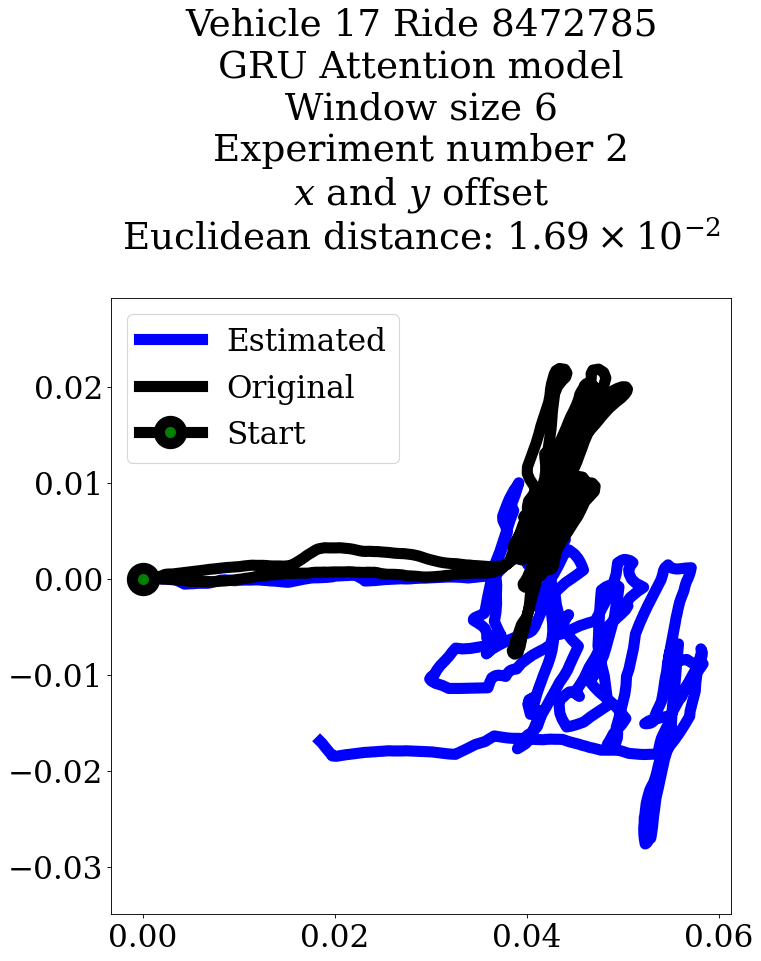 Vehicle 17 Ride 8472785
GRU Attention model
Window size 6
Experiment number 2
x and y offset
Euclidean distance: 1.69 × 10⁻²
Estimated
Original
Start
0.02
0.01
0.00
−0.01
−0.02
−0.03
0.00 0.02 0.04 0.06